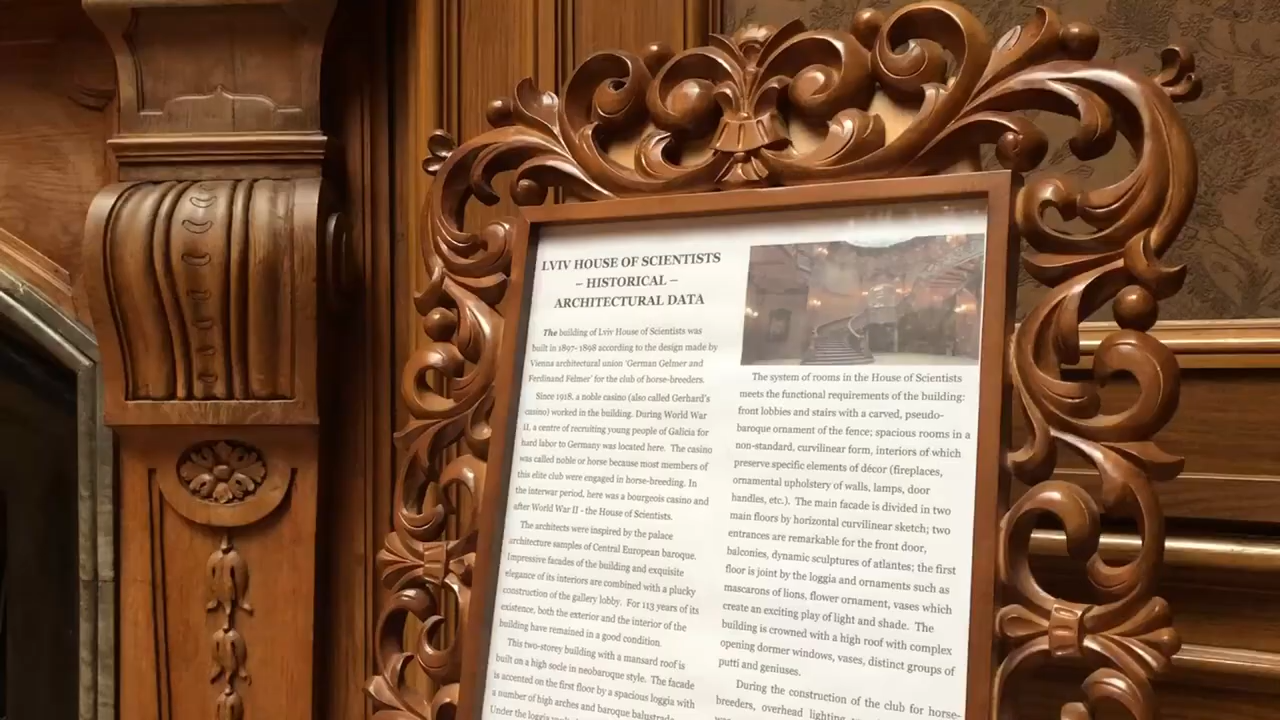 LVIV HOUSE OF SCIENTISTS
– HISTORICAL –
ARCHITECTURAL DATA
The building of Lviv House of Scientists was
built in 1897-1898 according to the design made by
Vienna architectural union 'German Gelmer and
Ferdinand Felmer' for the club of horse-breeders.
Since 1918, a noble casino (also called Gerhard's
casino) worked in the building. During World War
II, a centre of recruiting young people of Galicia for
hard labor to Germany was located here. The casino
was called noble or horse because most members of
this elite club were engaged in horse-breeding. In
the interwar period, here was a bourgeois casino and
after World War II - the House of Scientists.
The architects were inspired by the palace
architecture samples of Central European baroque.
Impressive facades of the building and exquisite
elegance of its interiors are combined with a plucky
construction of the gallery lobby. For 113 years of its
existence, both the exterior and the interior of the
building have remained in a good condition.
This two-storey building with a mansard roof is
built on a high socle in neobaroque style. The facade
is accented on the first floor by a spacious loggia with
a number of high arches and baroque balustrade
Under the loggia
The system of rooms in the House of Scientists
meets the functional requirements of the building:
front lobbies and stairs with a carved, pseudo-
baroque ornament of the fence; spacious rooms in a
non-standard, curvilinear form, interiors of which
preserve specific elements of décor (fireplaces,
ornamental upholstery of walls, lamps, door
handles, etc.). The main facade is divided in two
main floors by horizontal curvilinear sketch; two
entrances are remarkable for the front door,
balconies, dynamic sculptures of atlantes; the first
floor is joint by the loggia and ornaments such as
mascarons of lions, flower ornament, vases which
create an exciting play of light and shade. The
building is crowned with a high roof with complex
opening dormer windows, vases, distinct groups of
putti and geniuses.
During the construction of the club for horse-
breeders, overhead lighting